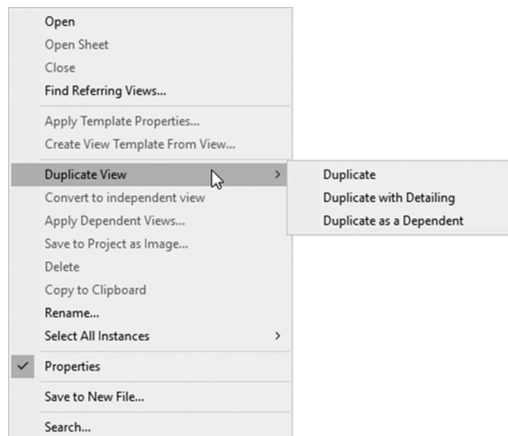 Open
Open Sheet
Close
Find Referring Views...
Apply Template Properties...
Create View Template From View...
Duplicate View
Duplicate
Duplicate with Detailing
Duplicate as a Dependent
Convert to independent view
Apply Dependent Views...
Save to Project as Image...
Delete
Copy to Clipboard
Rename...
Select All Instances
Properties
Save to New File...
Search...